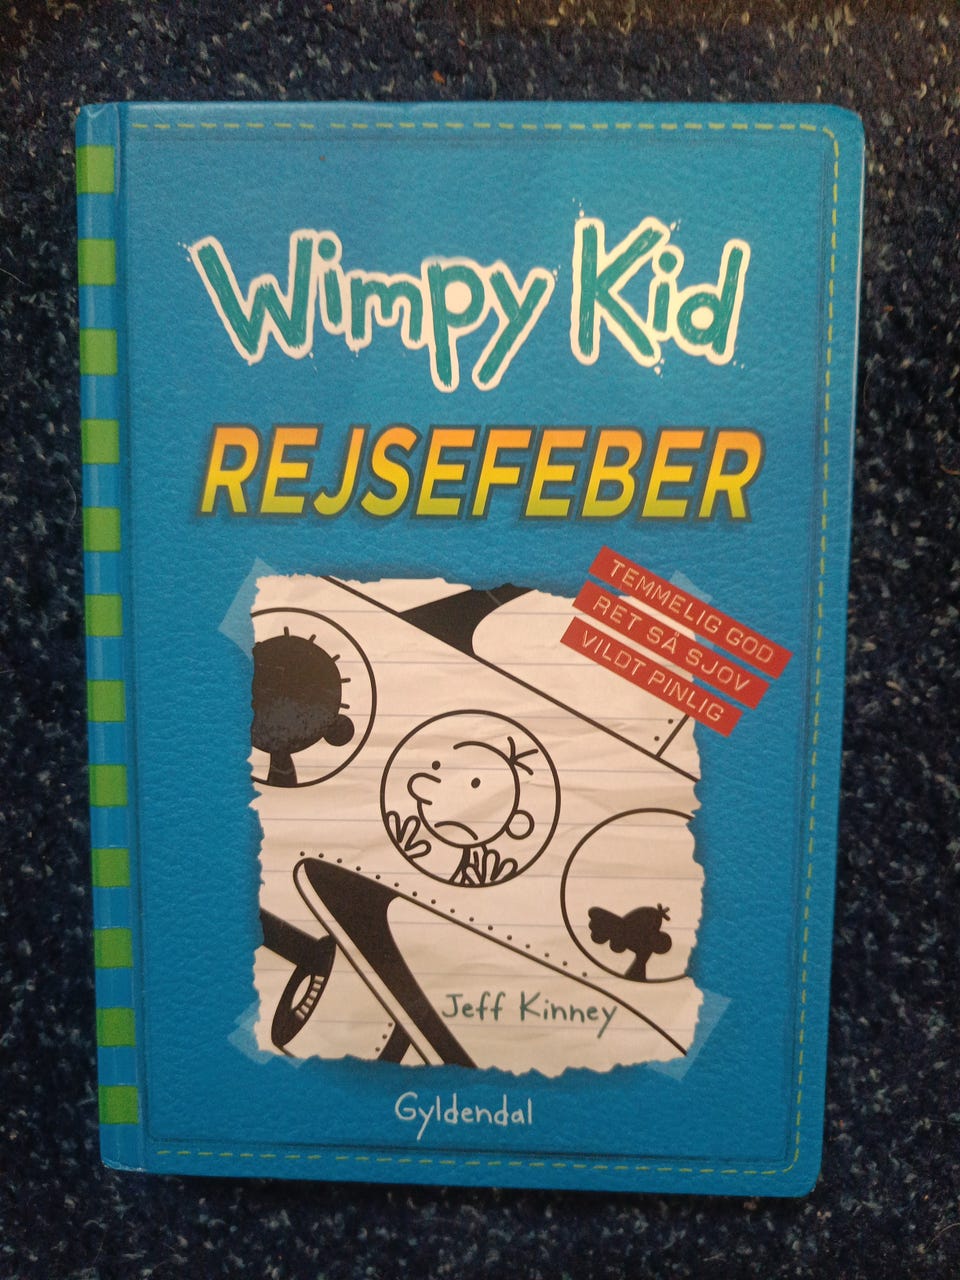 Wimpy Kid
REJSEFEBER
TEMMELIG GOD
RET SÅ SJOV
VILDT PINLIG
Jeff Kinney
Gyldendal